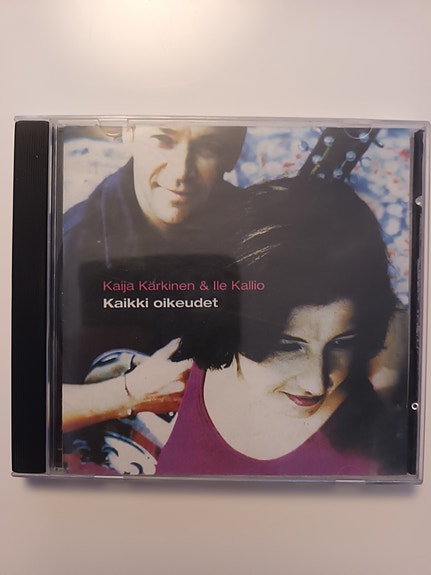 Kaija Kärkinen & Ile Kallio
Kaikki oikeudet